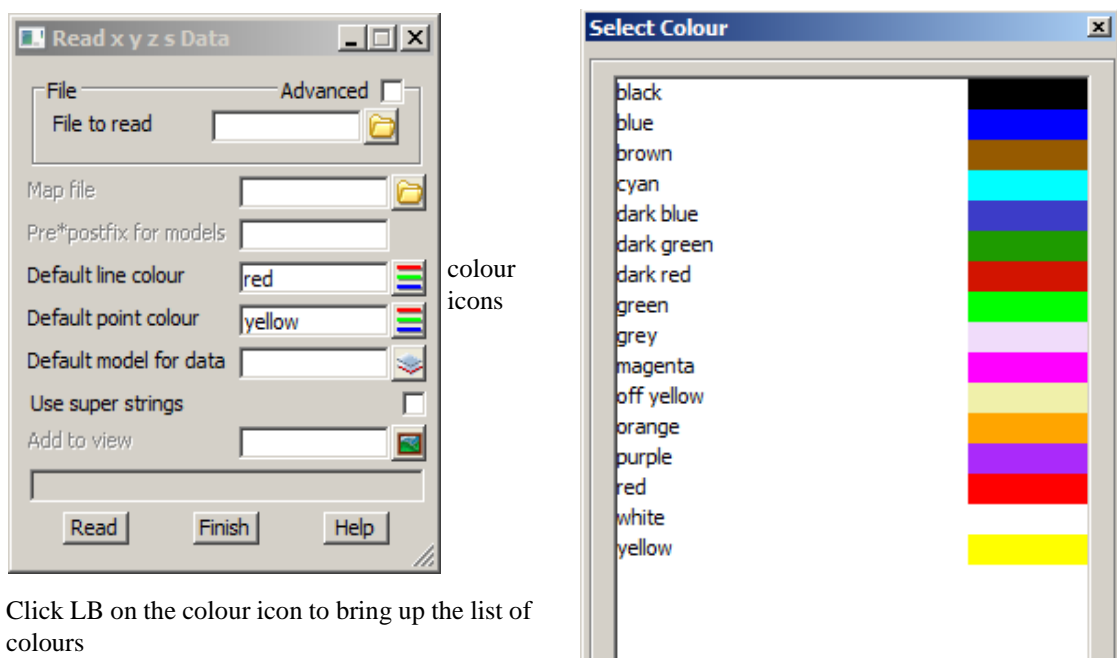 Read x y z s Data
File
Advanced
File to read
Map file
Pre*postfix for models
Default line colour red
Default point colour yellow
Default model for data
Use super strings
Add to view
Read Finish Help
colour
icons
Click LB on the colour icon to bring up the list of
colours
Select Colour
black
blue
brown
cyan
dark blue
dark green
dark red
green
grey
magenta
off yellow
orange
purple
red
white
yellow